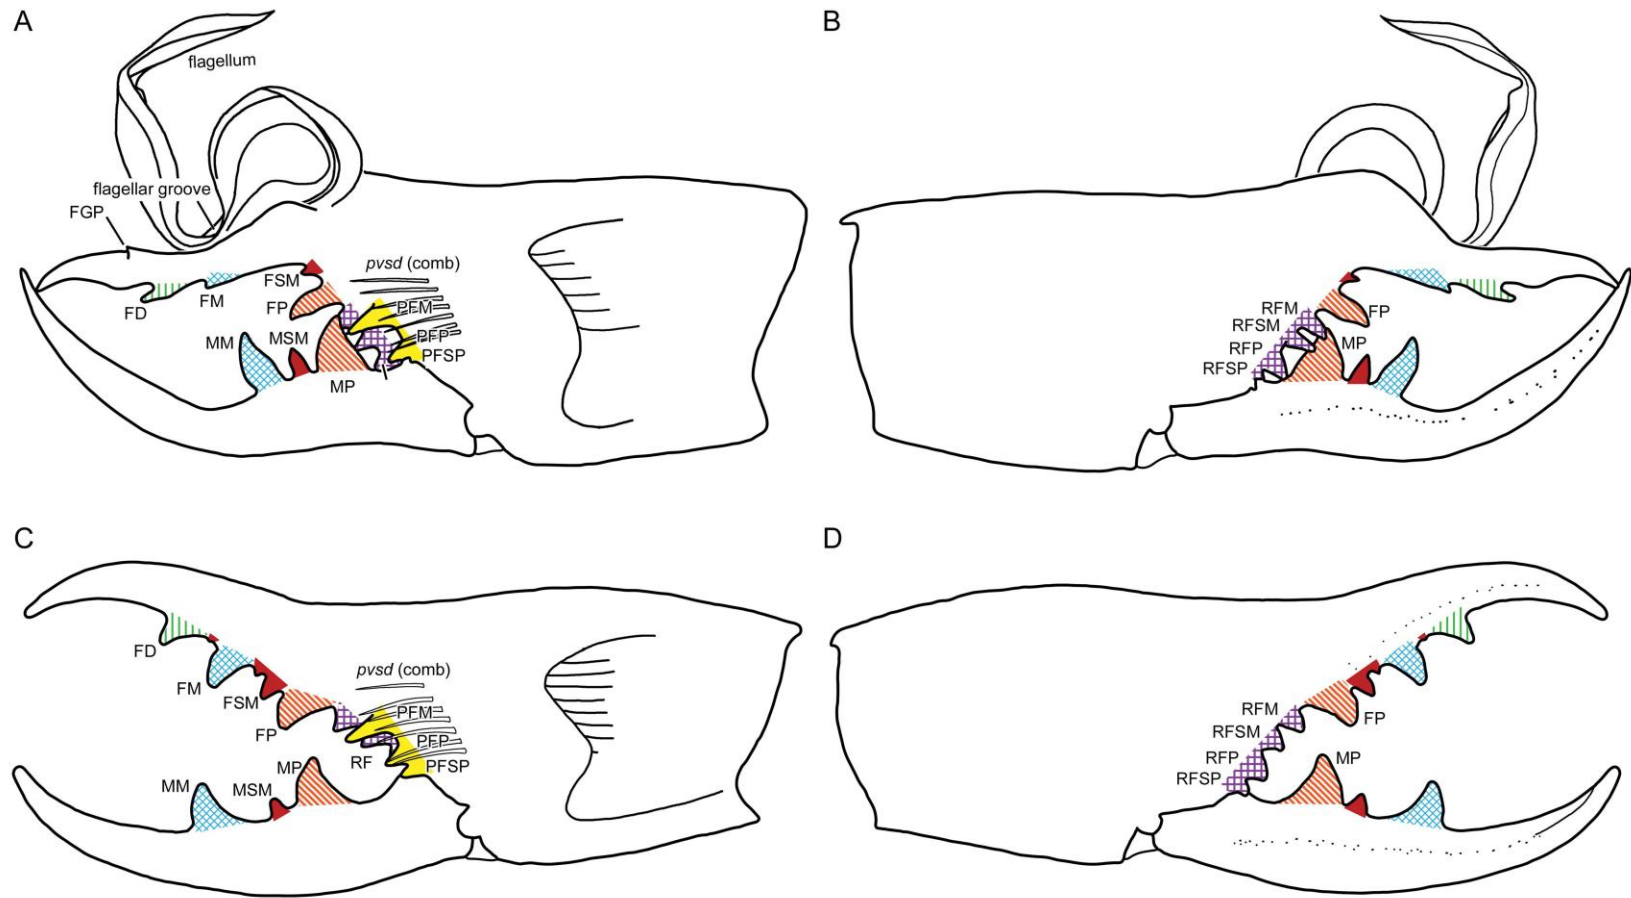 A
flagellum
flagellar groove
FGP
pvsd (comb)
FSM
PFM
FM
FD
FP
PFP
MM
MSM
PFSP
MP
B
RFM
FP
RFSM
RFP
MP
RFSP
C
FD
pvsd (comb)
FM
FSM
PFM
FP
PFP
RF
PFSP
MP
MM
MSM
D
RFM
FP
RFSM
RFP
MP
RFSP